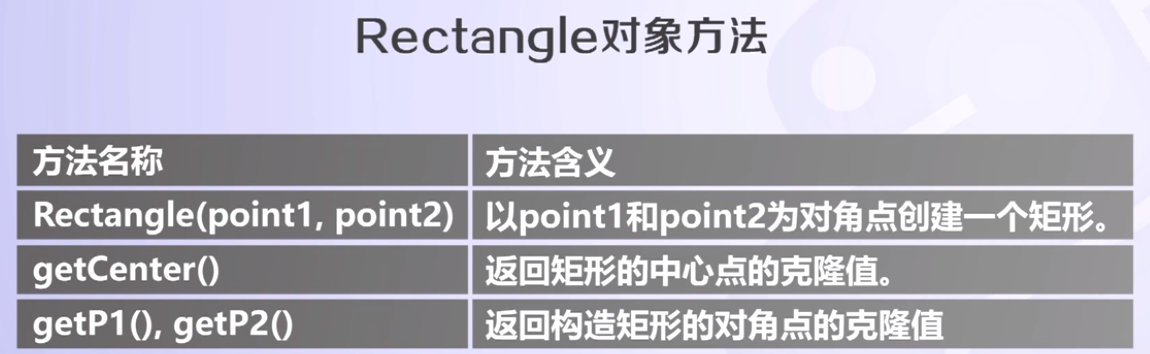 Rectangle对象方法
方法名称 方法含义
Rectangle(point1, point2) 以point1和point2为对角点创建一个矩形。
getCenter() 返回矩形的中心点的克隆值。
getP1(), getP2() 返回构造矩形的对角点的克隆值